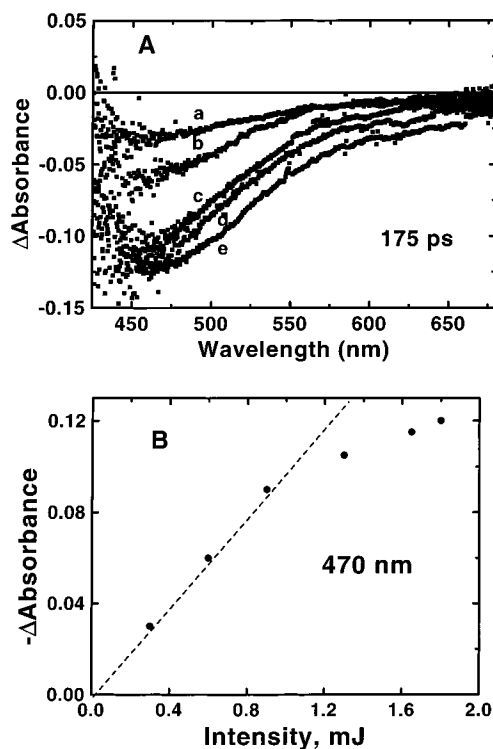 A
0.05
0.00
-0.05
-0.10
-0.15
ΔAbsorbance
a
b
c
d
e
175 ps
450 500 550 600 650
Wavelength (nm)
B
0.12
0.08
0.04
0.00
-ΔAbsorbance
470 nm
0.0 0.4 0.8 1.2 1.6 2.0
Intensity, mJ